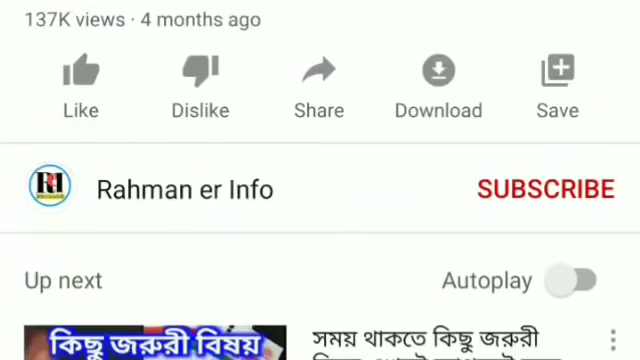 137K views · 4 months ago
Like Dislike Share Download Save
Rahman er Info SUBSCRIBE
Up next Autoplay
কিছু জরুরী বিষয়
সময় থাকতে কিছু জরুরী